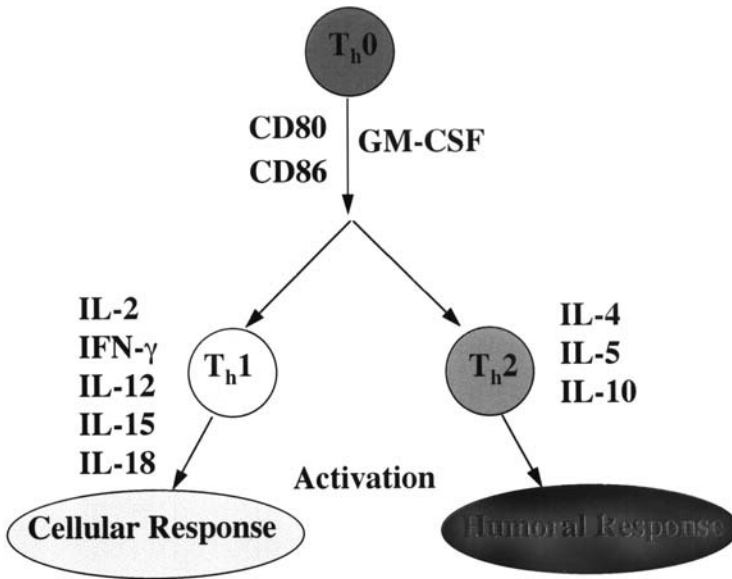 Th0
CD80
GM-CSF
CD86
IL-2
IFN-γ
IL-12
IL-15
IL-18
Th1
Th2
IL-4
IL-5
IL-10
Activation
Cellular Response
Humoral Response